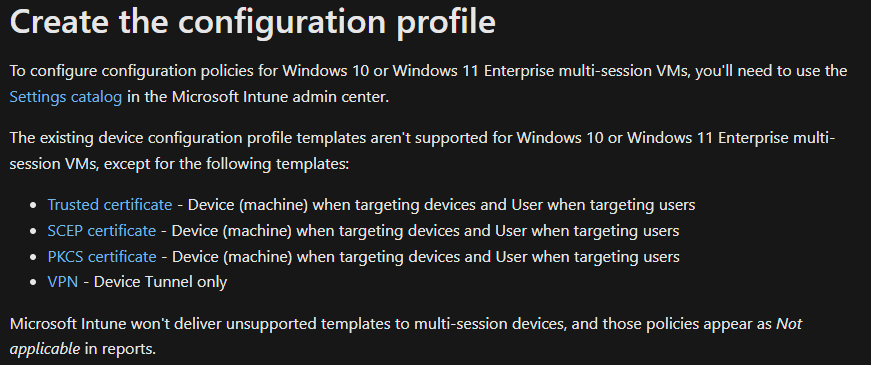 Create the configuration profile
To configure configuration policies for Windows 10 or Windows 11 Enterprise multi-session VMs, you'll need to use the
Settings catalog in the Microsoft Intune admin center.
The existing device configuration profile templates aren't supported for Windows 10 or Windows 11 Enterprise multi-
session VMs, except for the following templates:
• Trusted certificate - Device (machine) when targeting devices and User when targeting users
• SCEP certificate - Device (machine) when targeting devices and User when targeting users
• PKCS certificate - Device (machine) when targeting devices and User when targeting users
• VPN - Device Tunnel only
Microsoft Intune won't deliver unsupported templates to multi-session devices, and those policies appear as Not
applicable in reports.